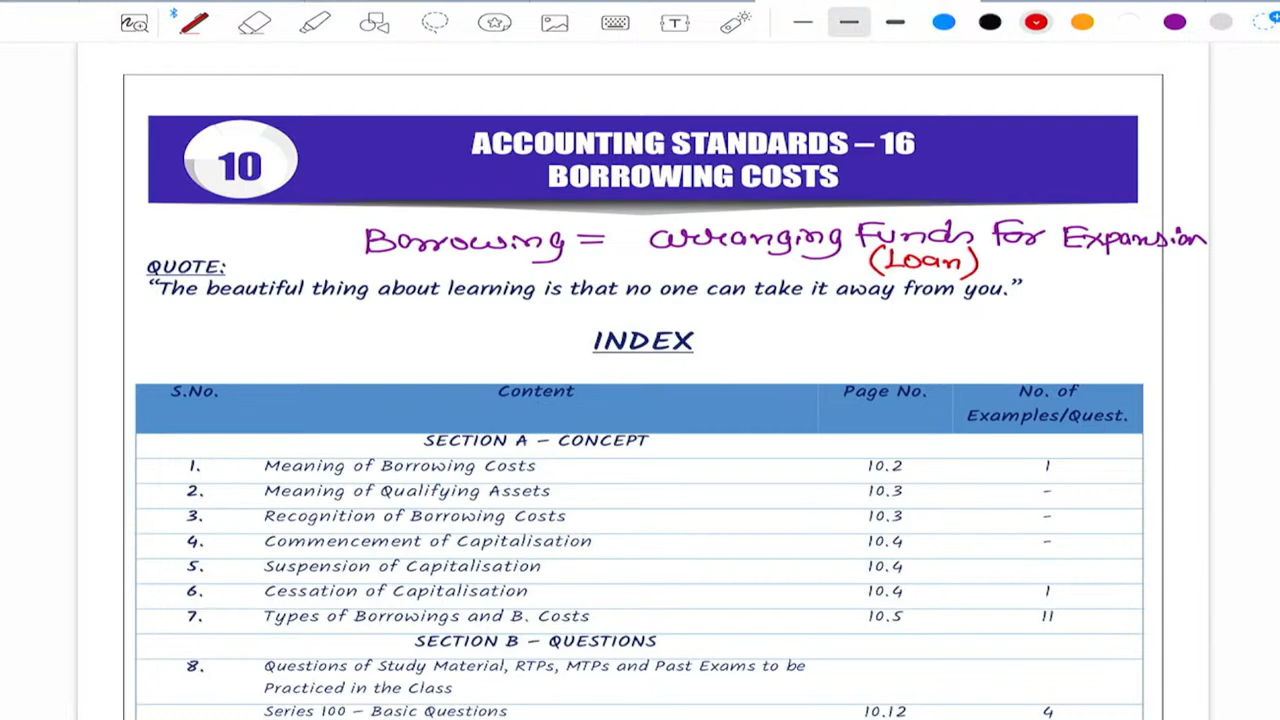 10
ACCOUNTING STANDARDS – 16
BORROWING COSTS
Borrowing = arranging Funds for Expansion
(Loan)
QUOTE:
“The beautiful thing about learning is that no one can take it away from you.”
INDEX
S.No. Content Page No. No. of Examples/Quest.
SECTION A – CONCEPT
1. Meaning of Borrowing Costs 10.2 1
2. Meaning of Qualifying Assets 10.3 -
3. Recognition of Borrowing Costs 10.3 -
4. Commencement of Capitalisation 10.4 -
5. Suspension of Capitalisation 10.4
6. Cessation of Capitalisation 10.4 1
7. Types of Borrowings and B. Costs 10.5 11
SECTION B – QUESTIONS
8. Questions of Study Material, RTPs, MTPs and Past Exams to be
Practiced in the Class
Series 100 – Basic Questions 10.12 4